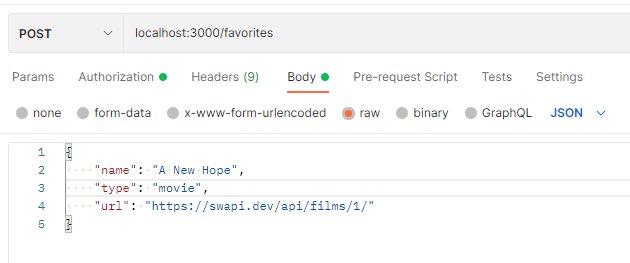 POST localhost:3000/favorites
Params Authorization Headers (9) Body Pre-request Script Tests Settings
none form-data x-www-form-urlencoded raw binary GraphQL JSON
1 {
2 "name": "A New Hope",
3 "type": "movie",
4 "url": "https://swapi.dev/api/films/1/"
5 }